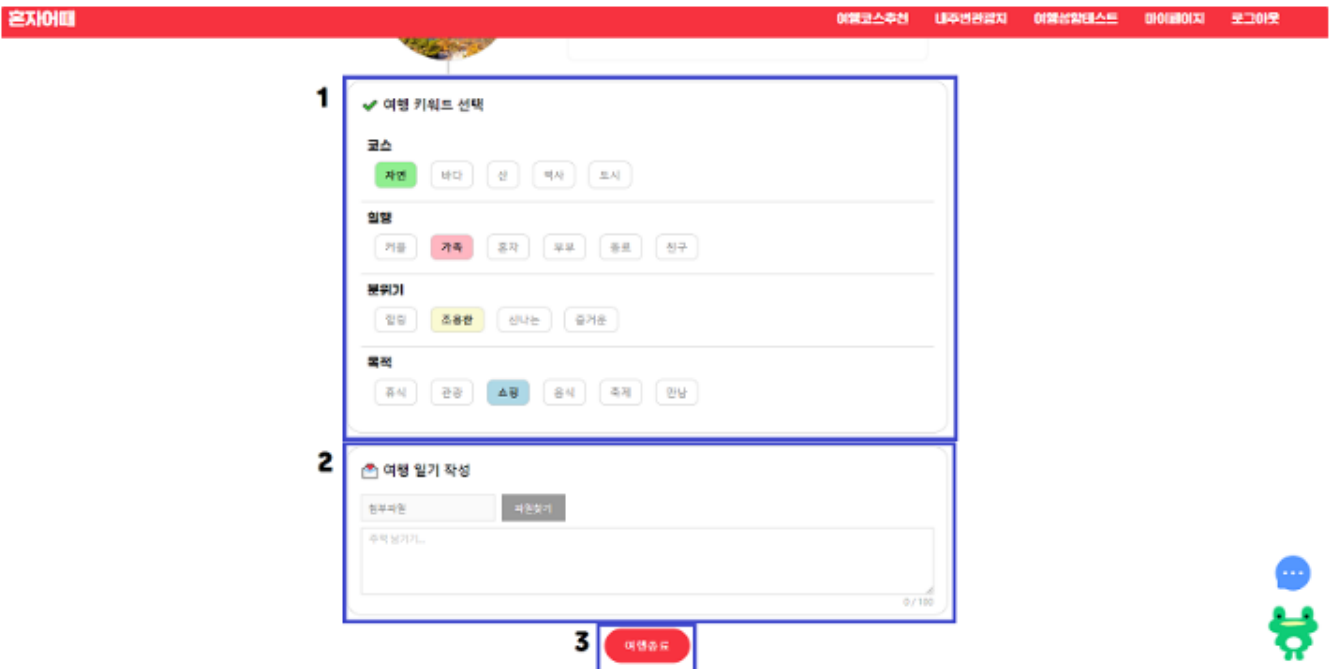 혼자어때 여행코스추천 내주변관광지 여행성향테스트 마이페이지 로그아웃
1
여행 키워드 선택
코스
자연 바다 산 역사 도시
일행
커플 가족 혼자 부부 동료 친구
분위기
힐링 조용한 신나는 즐거운
목적
휴식 관광 쇼핑 음식 축제 만남
2
여행 일기 작성
첨부파일 파일찾기
추억 남기기...
0 / 100
3
여행종료